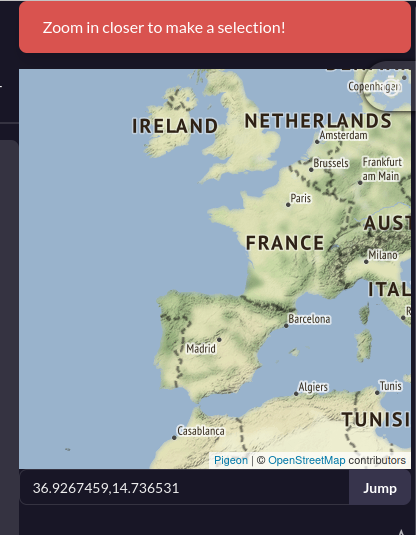 Zoom in closer to make a selection!
Copenhagen
IRELAND
NETHERLANDS
Amsterdam
Brussels
Frankfurt
am Main
Paris
AUST
FRANCE
Milano
ITAL
Barcelona
Madrid
Algiers
Tunis
TUNISI
Casablanca
Pigeon | © OpenStreetMap contributors
36.9267459,14.736531
Jump